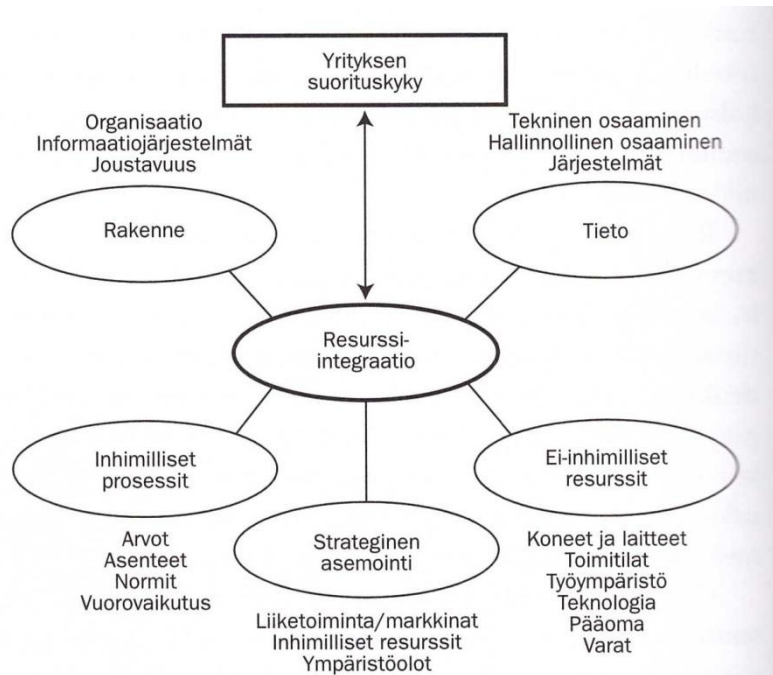 Yrityksen
suorituskyky
Organisaatio
Informaatiojärjestelmät
Joustavuus
Tekninen osaaminen
Hallinnollinen osaaminen
Järjestelmät
Rakenne
Tieto
Resurssi-
integraatio
Inhimilliset
prosessit
Ei-inhimilliset
resurssit
Arvot
Asenteet
Normit
Vuorovaikutus
Strateginen
asemointi
Koneet ja laitteet
Toimitilat
Työympäristö
Teknologia
Pääoma
Varat
Liiketoiminta/markkinat
Inhimilliset resurssit
Ympäristöolot